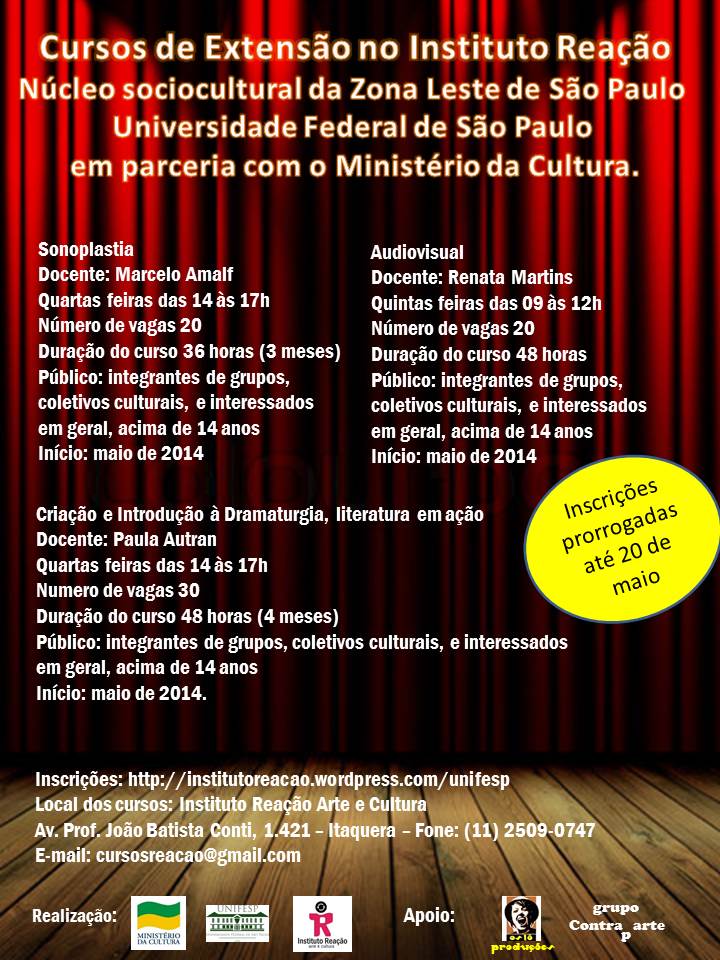 Cursos de Extensão no Instituto Reação
Núcleo sociocultural da Zona Leste de São Paulo
Universidade Federal de São Paulo
em parceria com o Ministério da Cultura.
Sonoplastia
Docente: Marcelo Amalf
Quartas feiras das 14 às 17h
Número de vagas 20
Duração do curso 36 horas (3 meses)
Público: integrantes de grupos,
coletivos culturais, e interessados
em geral, acima de 14 anos
Início: maio de 2014
Audiovisual
Docente: Renata Martins
Quintas feiras das 09 às 12h
Número de vagas 20
Duração do curso 48 horas
Público: integrantes de grupos,
coletivos culturais, e interessados
em geral, acima de 14 anos
Início: maio de 2014
Inscrições
prorrogadas
até 20 de
maio
Criação e Introdução à Dramaturgia, literatura em ação
Docente: Paula Autran
Quartas feiras das 14 às 17h
Numero de vagas 30
Duração do curso 48 horas (4 meses)
Público: integrantes de grupos, coletivos culturais, e interessados
em geral, acima de 14 anos
Início: maio de 2014.
Inscrições: http://institutoreacao.wordpress.com/unifesp
Local dos cursos: Instituto Reação Arte e Cultura
Av. Prof. João Batista Conti, 1.421 – Itaquera – Fone: (11) 2509-0747
E-mail: cursosreacao@gmail.com
Realização:
MINISTÉRIO
DA CULTURA
UNIFESP
Instituto Reação
arte e cultura
Apoio:
produções
grupo
Contra_arte
P